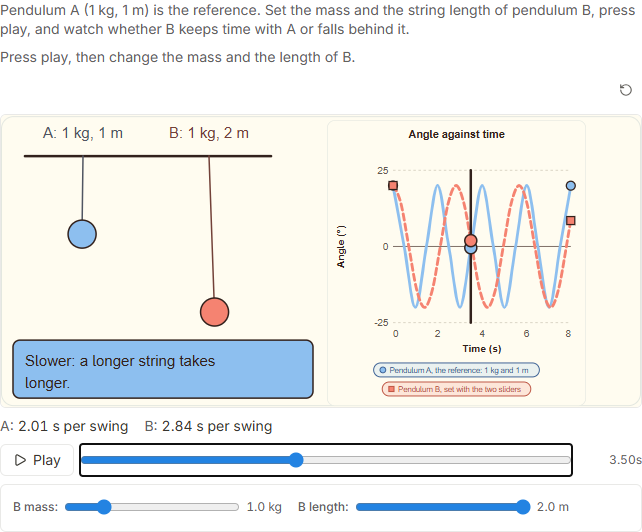 Pendulum A (1 kg, 1 m) is the reference. Set the mass and the string length of pendulum B, press
play, and watch whether B keeps time with A or falls behind it.
Press play, then change the mass and the length of B.
A: 1 kg, 1 m
B: 1 kg, 2 m
Slower: a longer string takes
longer.
Angle against time
25
0
-25
Angle (°)
0 2 4 6 8
Time (s)
Pendulum A, the reference: 1 kg and 1 m
Pendulum B, set with the two sliders
A: 2.01 s per swing B: 2.84 s per swing
Play 3.50s
B mass: 1.0 kg B length: 2.0 m